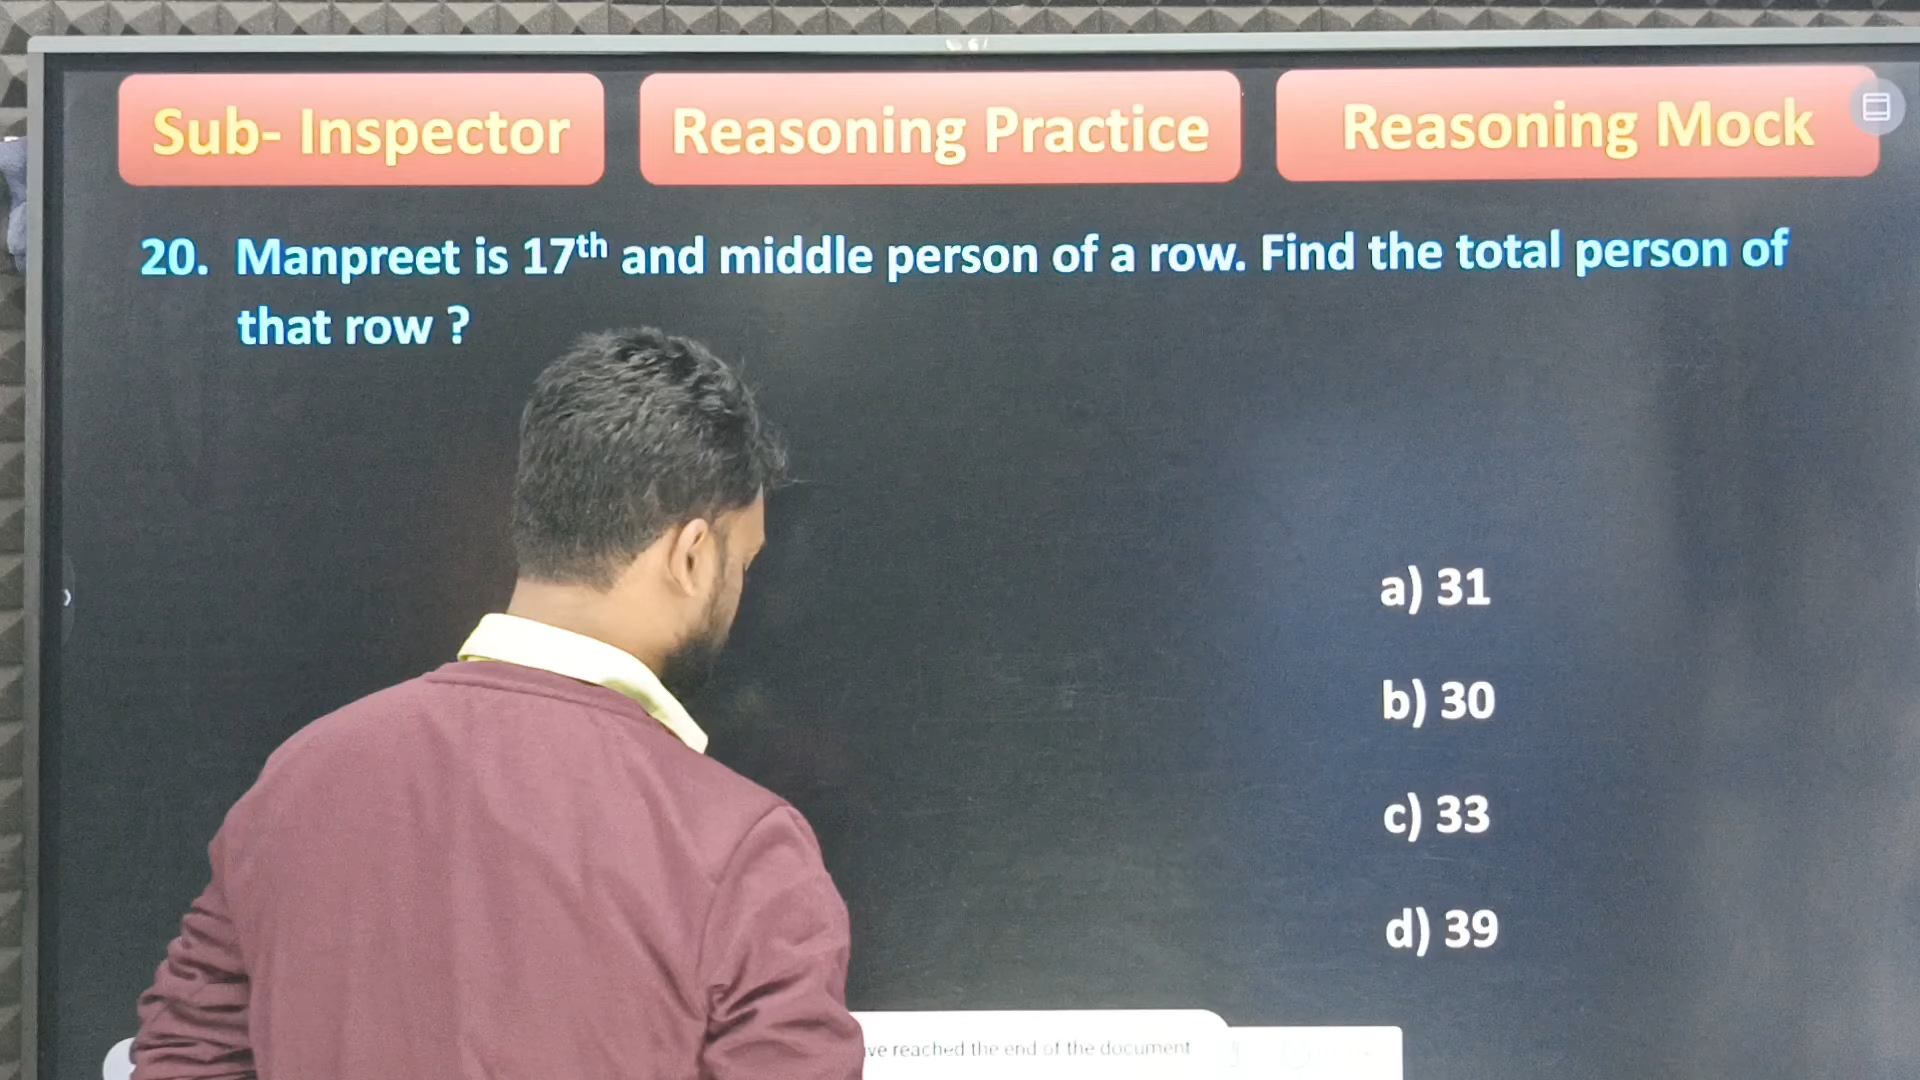 Sub- Inspector
Reasoning Practice
Reasoning Mock
20. Manpreet is 17th and middle person of a row. Find the total person of
that row ?
a) 31
b) 30
c) 33
d) 39
reached the end of the document